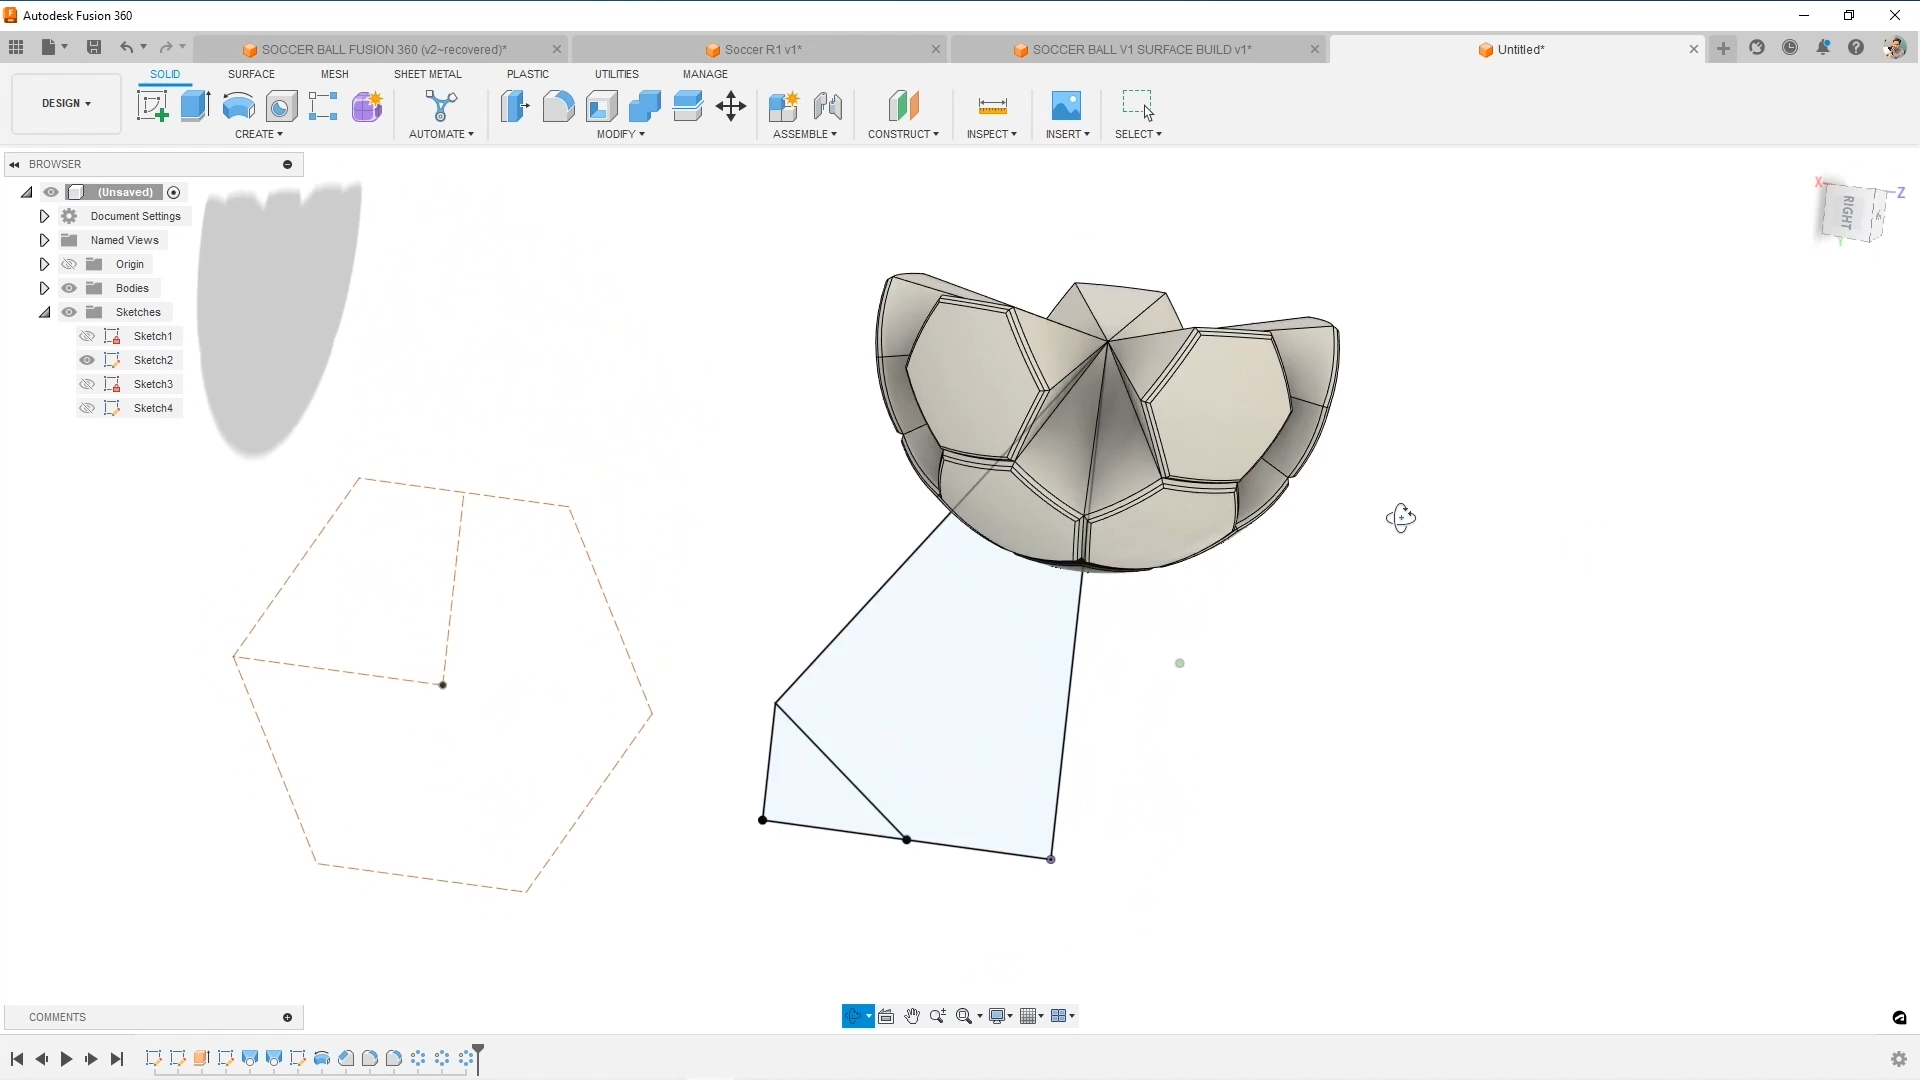 Autodesk Fusion 360
SOCCER BALL FUSION 360 (v2~recovered)*
Soccer R1 v1*
SOCCER BALL V1 SURFACE BUILD v1*
Untitled*
DESIGN
SOLID
SURFACE
MESH
SHEET METAL
PLASTIC
UTILITIES
MANAGE
CREATE
AUTOMATE
MODIFY
ASSEMBLE
CONSTRUCT
INSPECT
INSERT
SELECT
BROWSER
(Unsaved)
Document Settings
Named Views
Origin
Bodies
Sketches
Sketch1
Sketch2
Sketch3
Sketch4
X
Z
RIGHT
Y
COMMENTS